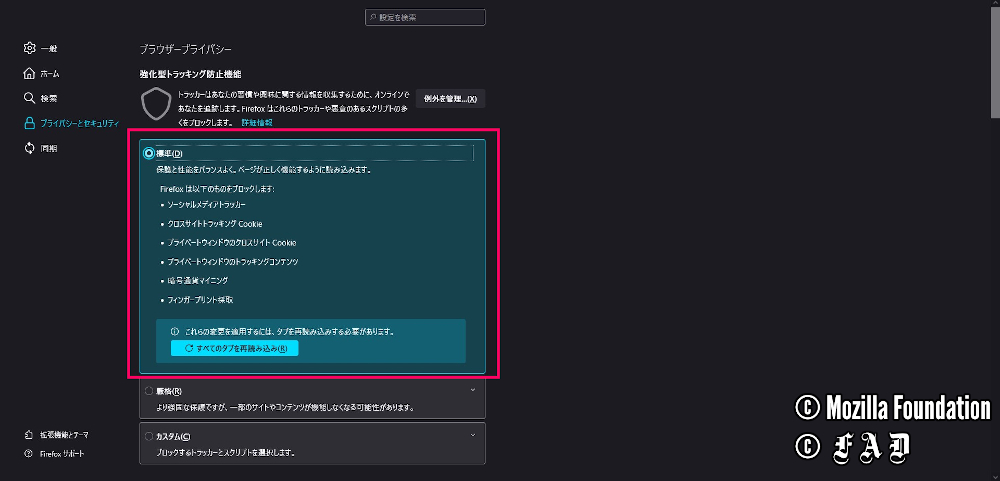 設定を検索
一般
ホーム
検索
プライバシーとセキュリティ
同期
ブラウザープライバシー
強化型トラッキング防止機能
トラッカーはあなたの習慣や興味に関する情報を収集するために、オンライン
であなたを追跡します。Firefox はこれらのトラッカーや悪意のあるスクリプトの多
くをブロックします。 詳細情報
例外を管理...(X)
標準(D)
保護と性能をバランスよく。ページが正しく機能するように読み込みます。
Firefox は以下のものをブロックします:
• ソーシャルメディアトラッカー
• クロスサイトトラッキング Cookie
• プライベートウィンドウのクロスサイト Cookie
• プライベートウィンドウのトラッキングコンテンツ
• 暗号通貨マイニング
• フィンガープリント採取
これらの変更を適用するには、タブを再読み込みする必要があります。
すべてのタブを再読み込み(R)
厳格(R)
より強固な保護ですが、一部のサイトやコンテンツが機能しなくなる可能性があります。
カスタム(C)
ブロックするトラッカーとスクリプトを選択します。
拡張機能とテーマ
Firefox サポート
© Mozilla Foundation
© FAD